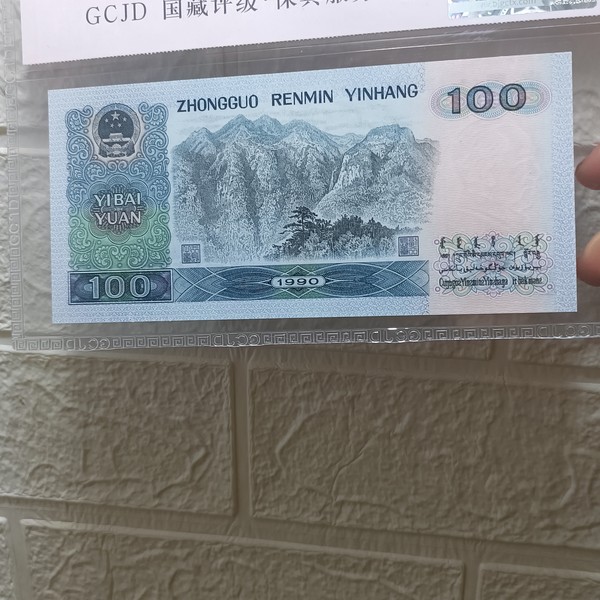 GCJD 国藏评级
ZHONGGUO RENMIN YINHANG
100
YIBAI
YUAN
100
1990